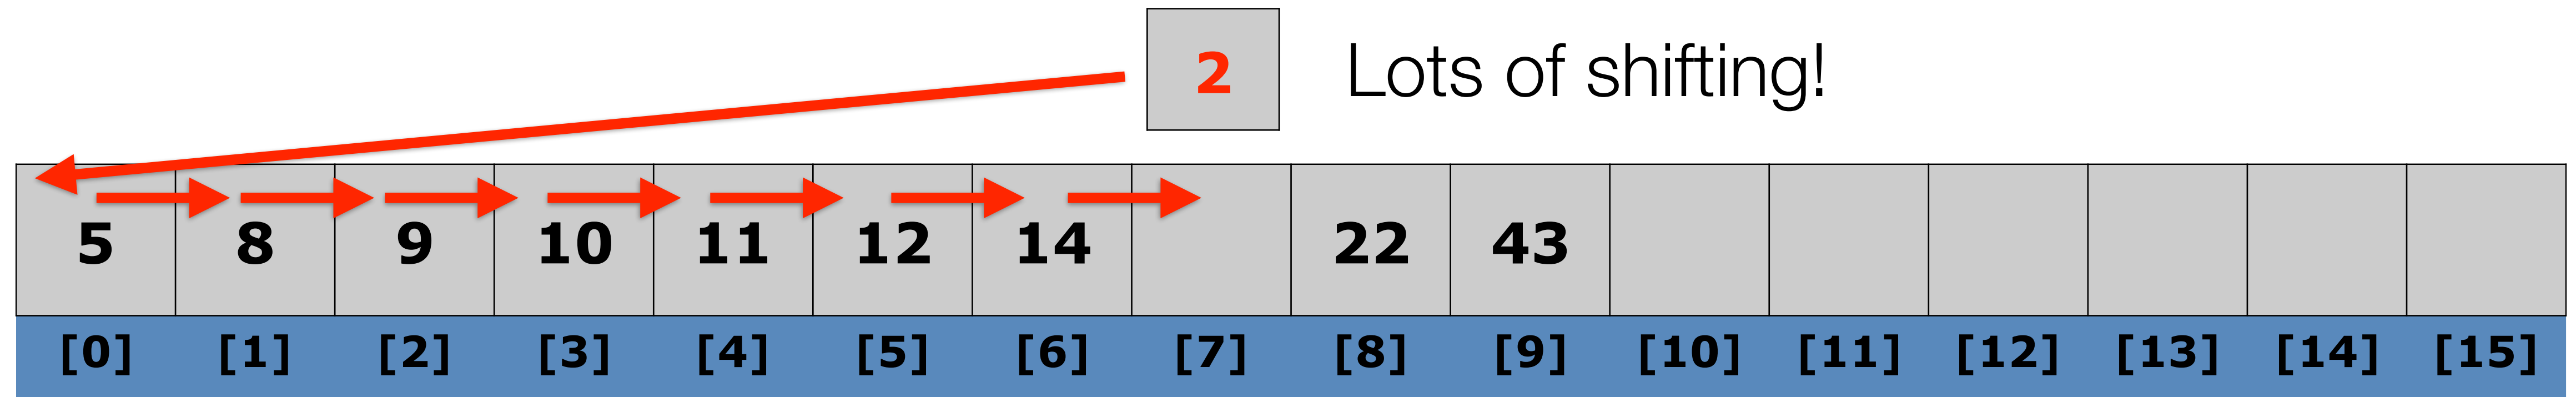 2 Lots of shifting!
5 8 9 10 11 12 14 22 43
[0] [1] [2] [3] [4] [5] [6] [7] [8] [9] [10] [11] [12] [13] [14] [15]